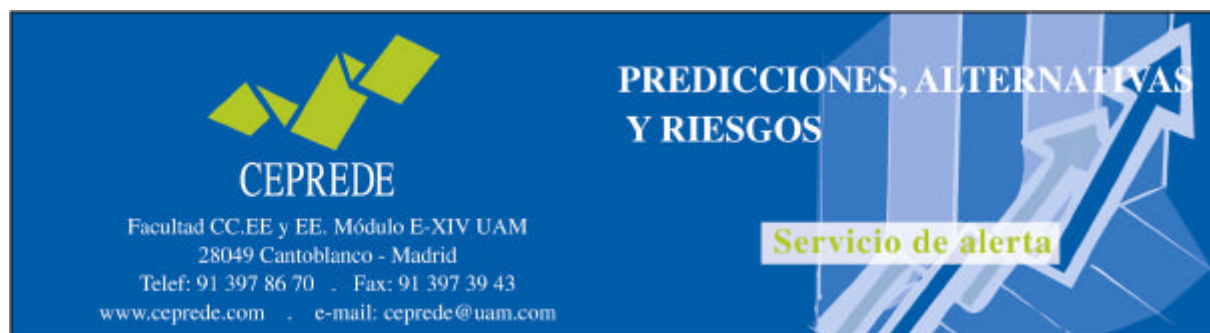 CEPREDE
Facultad CC.EE y EE. Módulo E-XIV UAM
28049 Cantoblanco - Madrid
Telef: 91 397 86 70 . Fax: 91 397 39 43
www.ceprede.com . e-mail: ceprede@uam.com
PREDICCIONES, ALTERNATIVAS
Y RIESGOS
Servicio de alerta